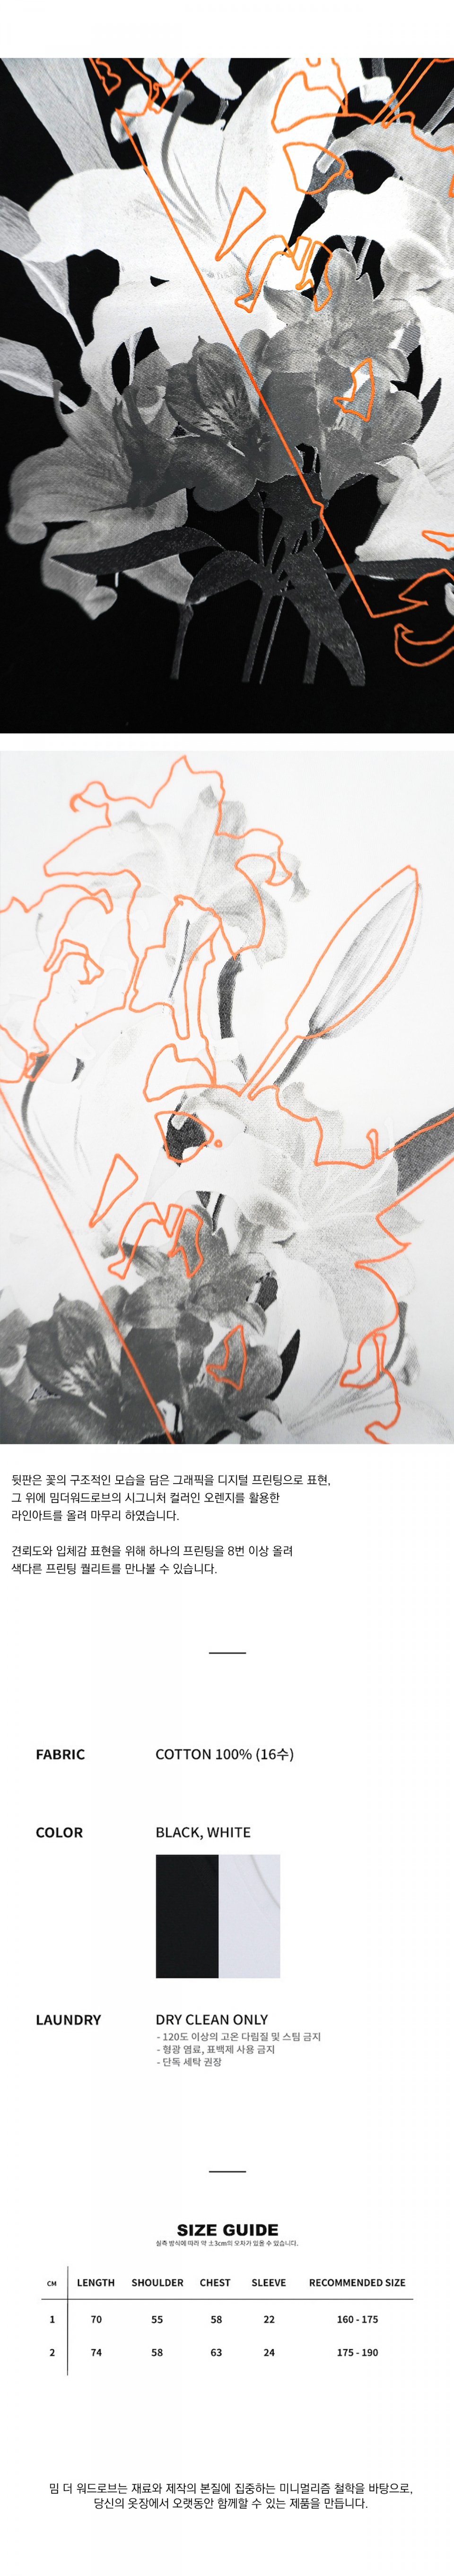 뒷판은 꽃의 구조적인 모습을 담은 그래픽을 디지털 프린팅으로 표현,
그 위에 밈더워드로브의 시그니처 컬러인 오렌지를 활용한
라인아트를 올려 마무리 하였습니다.
견뢰도와 입체감 표현을 위해 하나의 프린팅을 8번 이상 올려
색다른 프린팅 퀄리트를 만나볼 수 있습니다.
FABRIC COTTON 100% (16수)
COLOR BLACK, WHITE
LAUNDRY DRY CLEAN ONLY
- 120도 이상의 고온 다림질 및 스팀 금지
- 형광 염료, 표백제 사용 금지
- 단독 세탁 권장
SIZE GUIDE
실측 방식에 따라 약 ±3cm의 오차가 있을 수 있습니다.
CM LENGTH SHOULDER CHEST SLEEVE RECOMMENDED SIZE
1 70 55 58 22 160 - 175
2 74 58 63 24 175 - 190
밈 더 워드로브는 재료와 제작의 본질에 집중하는 미니멀리즘 철학을 바탕으로,
당신의 옷장에서 오랫동안 함께할 수 있는 제품을 만듭니다.